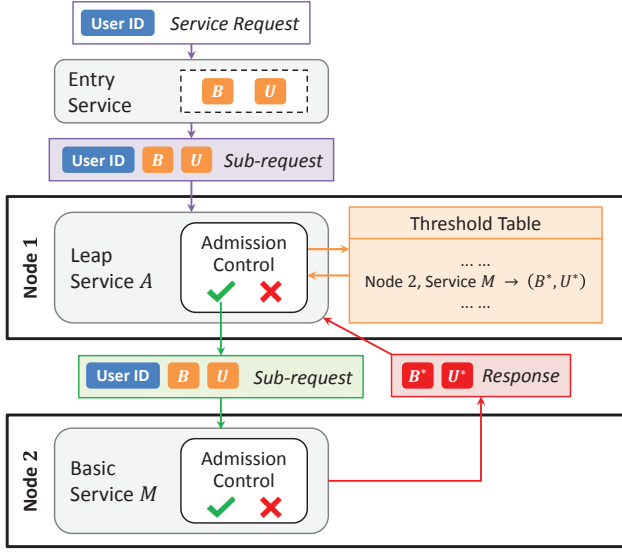 User ID Service Request
Entry
Service
B U
User ID B U Sub-request
Node 1
Leap
Service A
Admission
Control
Threshold Table
... ...
Node 2, Service M → (B*, U*)
... ...
User ID B U Sub-request
B* U* Response
Node 2
Basic
Service M
Admission
Control